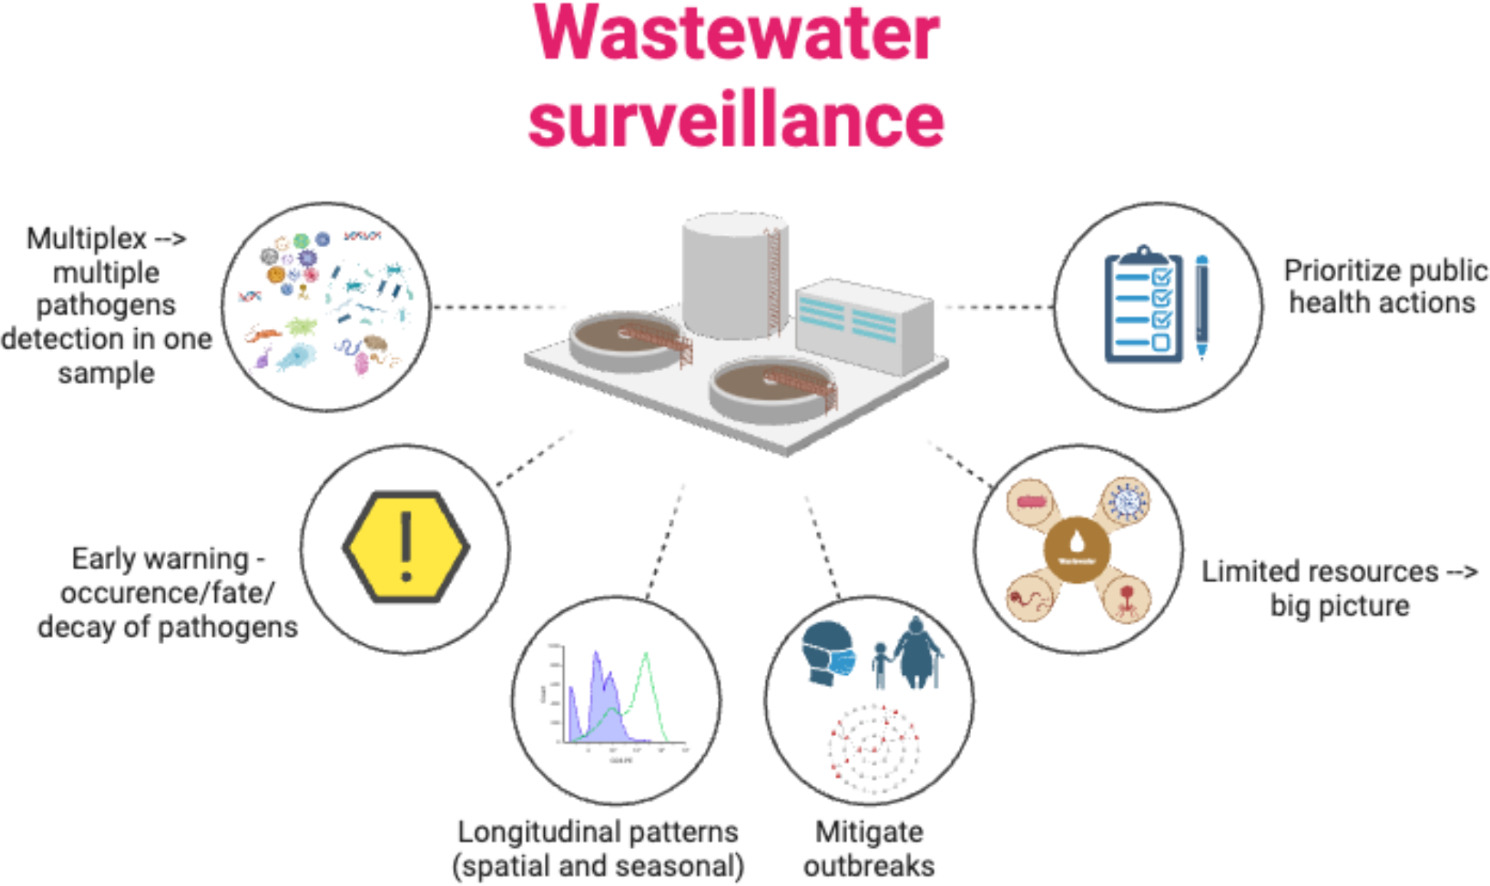 Wastewater
surveillance
Multiplex -->
multiple
pathogens
detection in one
sample
Prioritize public
health actions
Early warning -
occurence/fate/
decay of pathogens
Wastewater
Limited resources -->
big picture
Longitudinal patterns
(spatial and seasonal)
Mitigate
outbreaks